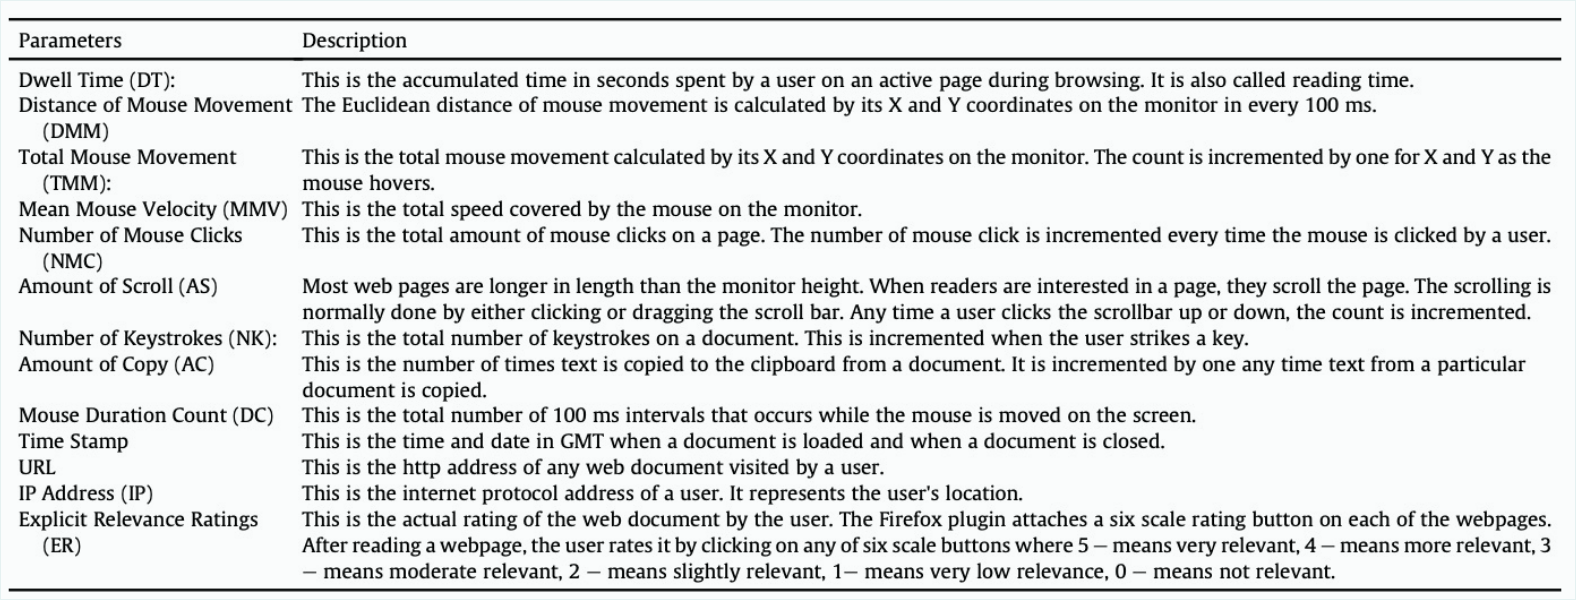 Parameters Description
Dwell Time (DT): This is the accumulated time in seconds spent by a user on an active page during browsing. It is also called reading time.
Distance of Mouse Movement The Euclidean distance of mouse movement is calculated by its X and Y coordinates on the monitor in every 100 ms.
(DMM)
Total Mouse Movement This is the total mouse movement calculated by its X and Y coordinates on the monitor. The count is incremented by one for X and Y as the
(TMM): mouse hovers.
Mean Mouse Velocity (MMV) This is the total speed covered by the mouse on the monitor.
Number of Mouse Clicks This is the total amount of mouse clicks on a page. The number of mouse click is incremented every time the mouse is clicked by a user.
(NMC)
Amount of Scroll (AS) Most web pages are longer in length than the monitor height. When readers are interested in a page, they scroll the page. The scrolling is
normally done by either clicking or dragging the scroll bar. Any time a user clicks the scrollbar up or down, the count is incremented.
Number of Keystrokes (NK): This is the total number of keystrokes on a document. This is incremented when the user strikes a key.
Amount of Copy (AC) This is the number of times text is copied to the clipboard from a document. It is incremented by one any time text from a particular
document is copied.
Mouse Duration Count (DC) This is the total number of 100 ms intervals that occurs while the mouse is moved on the screen.
Time Stamp This is the time and date in GMT when a document is loaded and when a document is closed.
URL This is the http address of any web document visited by a user.
IP Address (IP) This is the internet protocol address of a user. It represents the user's location.
Explicit Relevance Ratings This is the actual rating of the web document by the user. The Firefox plugin attaches a six scale rating button on each of the webpages.
(ER) After reading a webpage, the user rates it by clicking on any of six scale buttons where 5 – means very relevant, 4 – means more relevant, 3
– means moderate relevant, 2 – means slightly relevant, 1– means very low relevance, 0 – means not relevant.